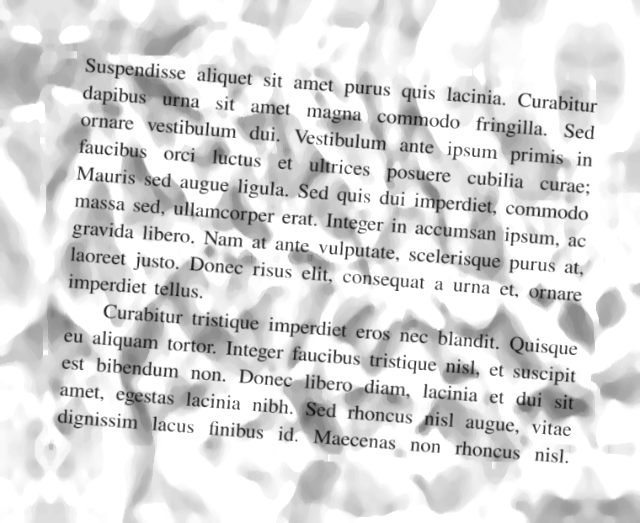 Suspendisse aliquet sit amet purus quis lacinia. Curabitur
dapibus urna sit amet magna commodo fringilla. Sed
ornare vestibulum dui. Vestibulum ante ipsum primis in
faucibus orci luctus et ultrices posuere cubilia curae;
Mauris sed augue ligula. Sed quis dui imperdiet, commodo
massa sed, ullamcorper erat. Integer in accumsan ipsum, ac
gravida libero. Nam at ante vulputate, scelerisque purus at,
laoreet justo. Donec risus elit, consequat a urna et, ornare
imperdiet tellus.
Curabitur tristique imperdiet eros nec blandit. Quisque
eu aliquam tortor. Integer faucibus tristique nisl, et suscipit
est bibendum non. Donec libero diam, lacinia et dui sit
amet, egestas lacinia nibh. Sed rhoncus nisl augue, vitae
dignissim lacus finibus id. Maecenas non rhoncus nisl.